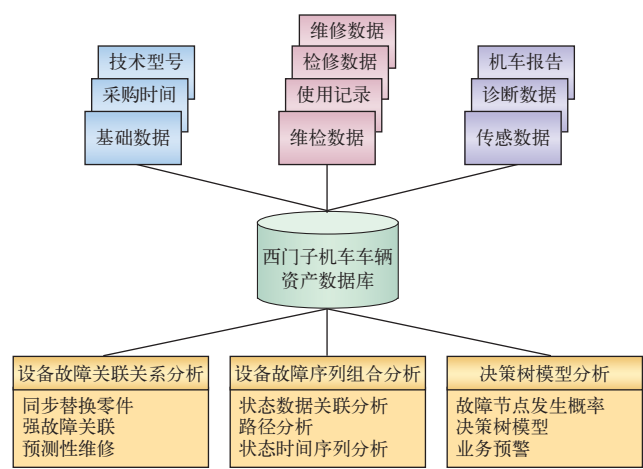 技术型号
采购时间
基础数据
维修数据
检修数据
使用记录
维检数据
机车报告
诊断数据
传感数据
西门子机车车辆
资产数据库
设备故障关联关系分析
同步替换零件
强故障关联
预测性维修
设备故障序列组合分析
状态数据关联分析
路径分析
状态时间序列分析
决策树模型分析
故障节点发生概率
决策树模型
业务预警